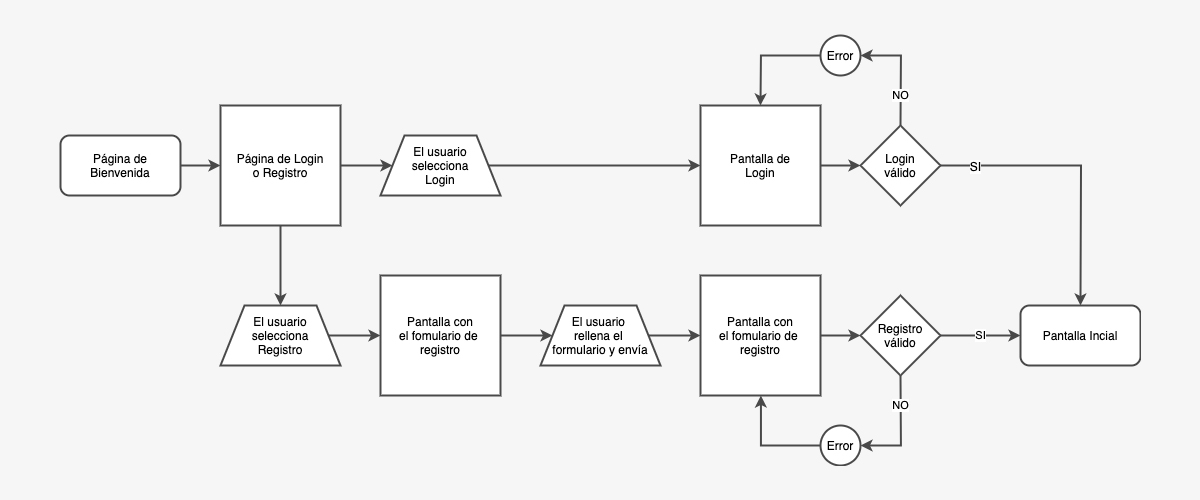 Error
NO
Página de
Bienvenida
Página de Login
o Registro
El usuario
selecciona
Login
Pantalla de
Login
Login
válido
SI
El usuario
selecciona
Registro
Pantalla con
el fomulario de
registro
El usuario
rellena el
formulario y envía
Pantalla con
el fomulario de
registro
Registro
válido
SI
Pantalla Incial
NO
Error